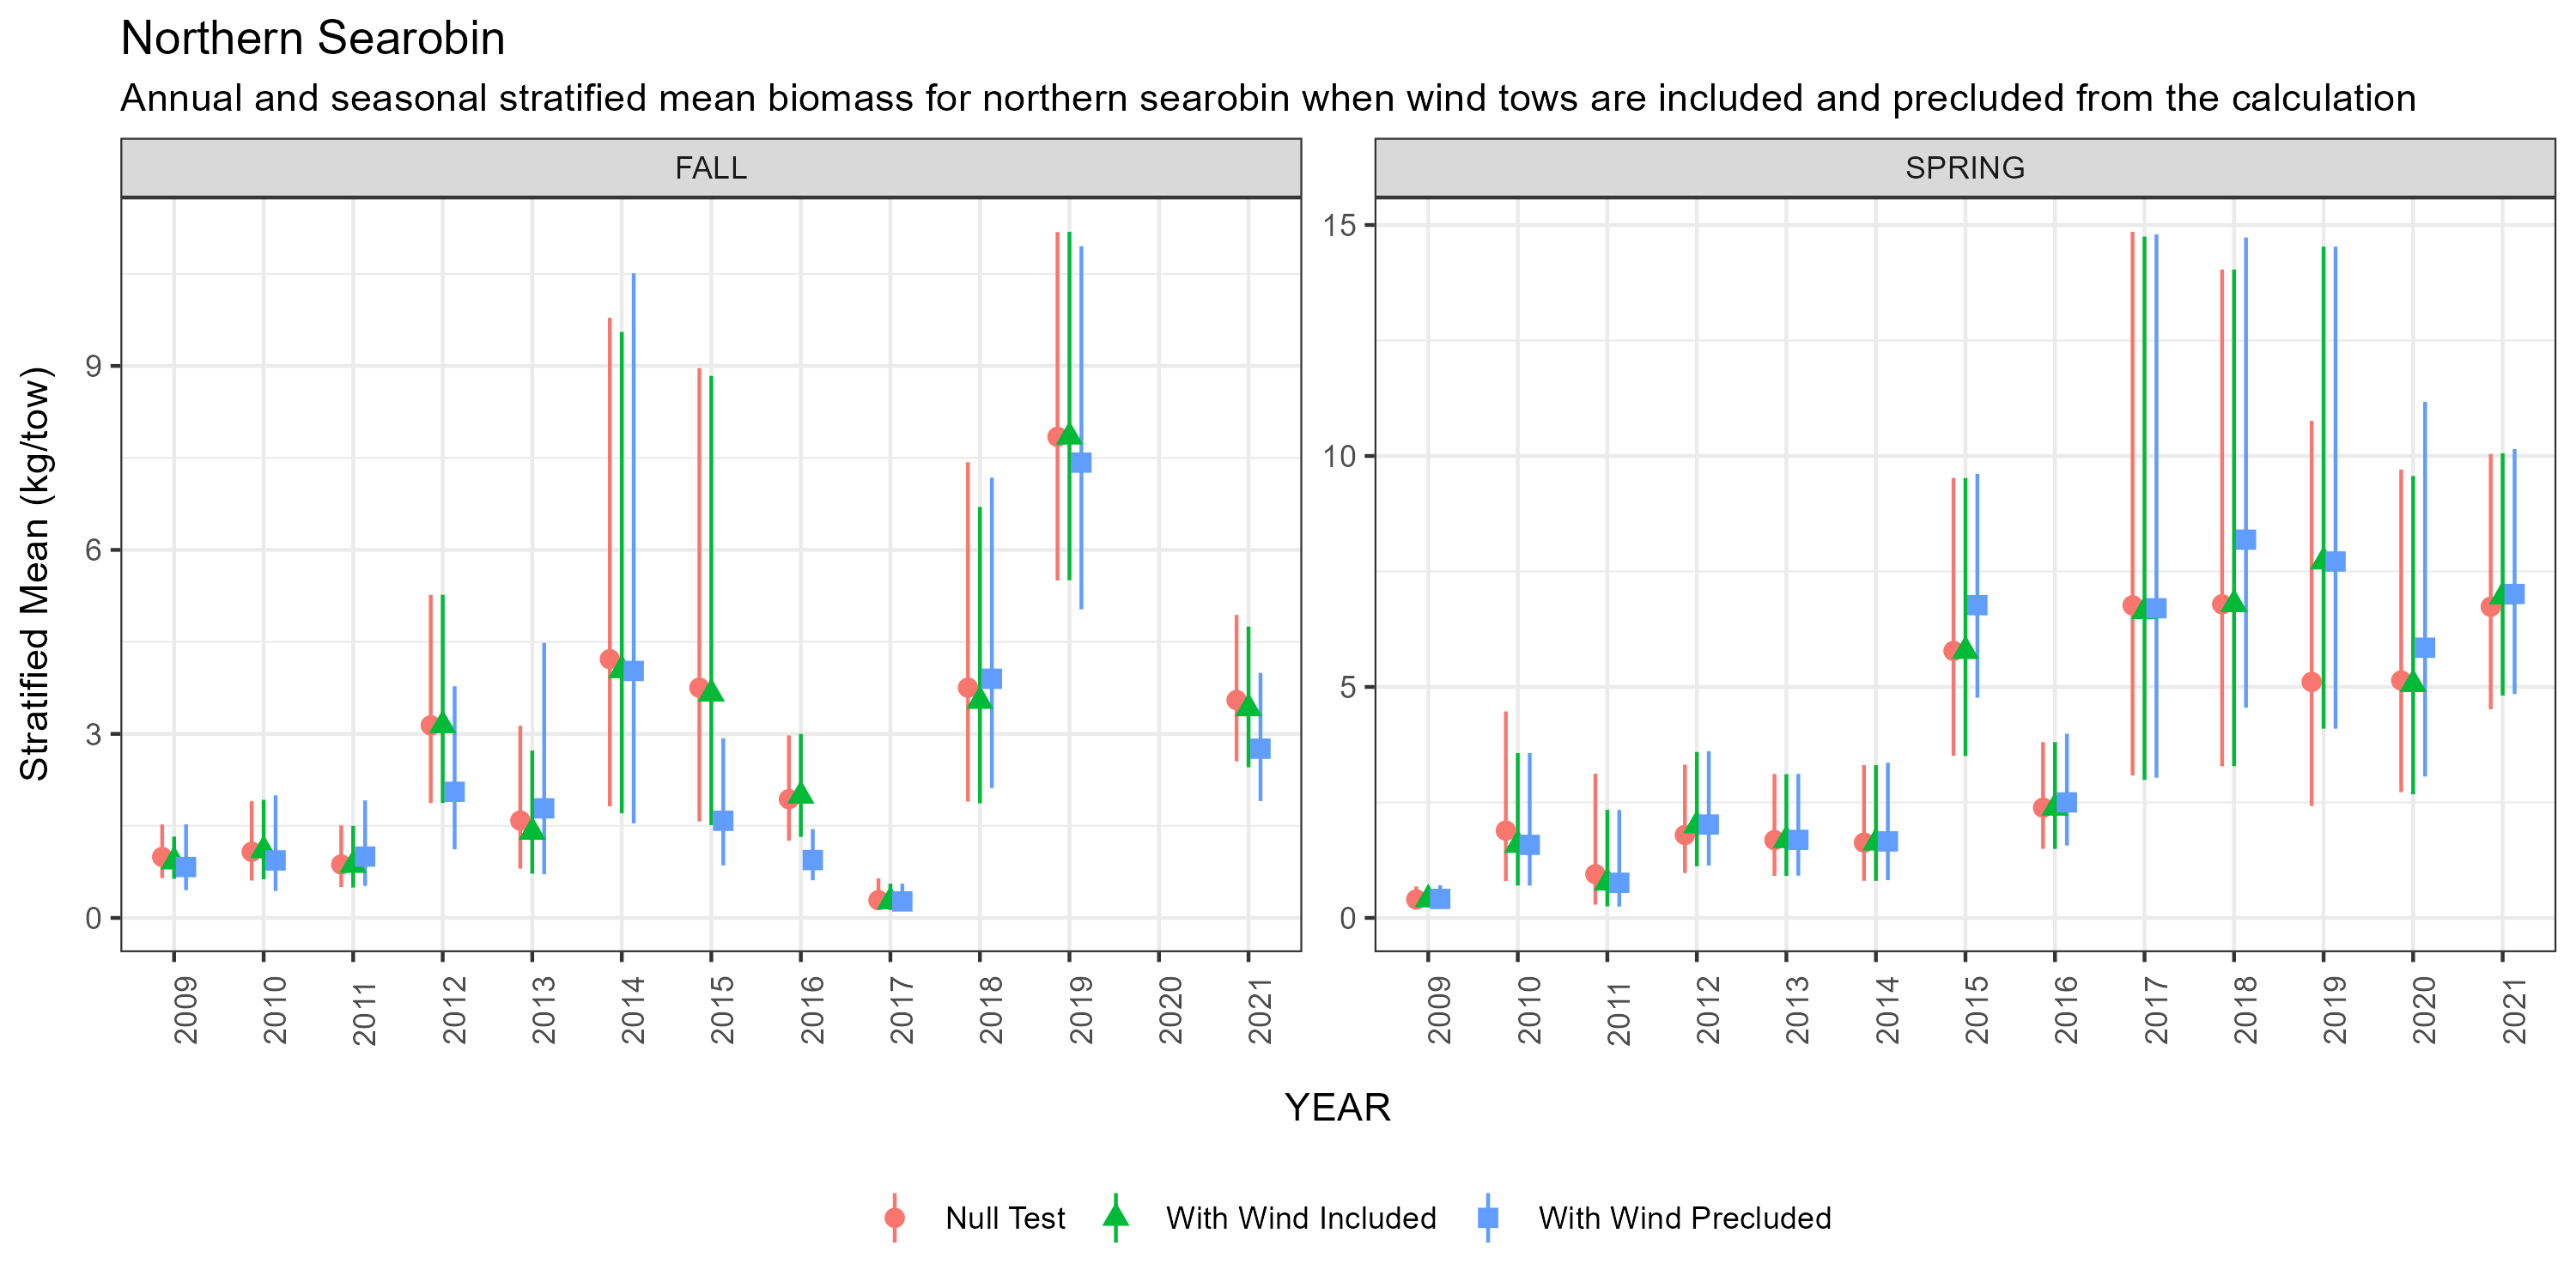 Northern Searobin
Annual and seasonal stratified mean biomass for northern searobin when wind tows are included and precluded from the calculation
FALL
SPRING
Stratified Mean (kg/tow)
9
6
3
0
15
10
5
0
2009 2010 2011 2012 2013 2014 2015 2016 2017 2018 2019 2020 2021
2009 2010 2011 2012 2013 2014 2015 2016 2017 2018 2019 2020 2021
YEAR
Null Test With Wind Included With Wind Precluded